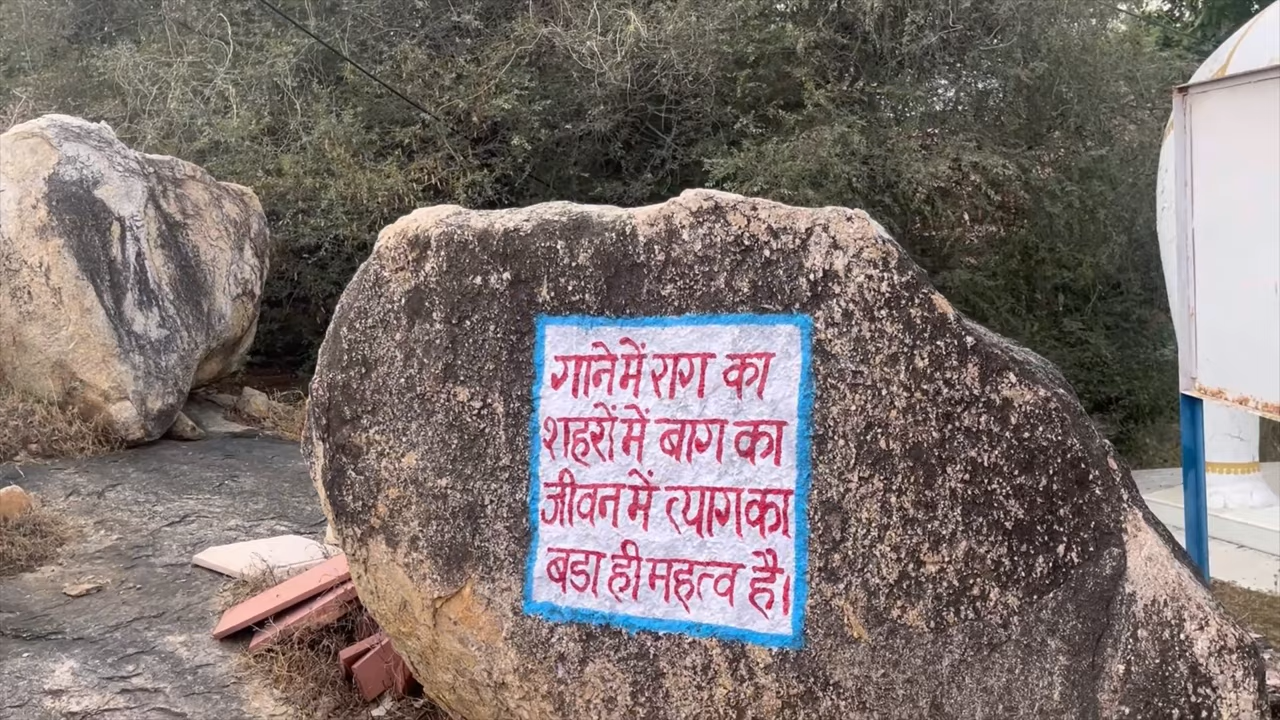 गाने में राग का
शहरों में बाग का
जीवन में त्याग का
बडा ही महत्व है।